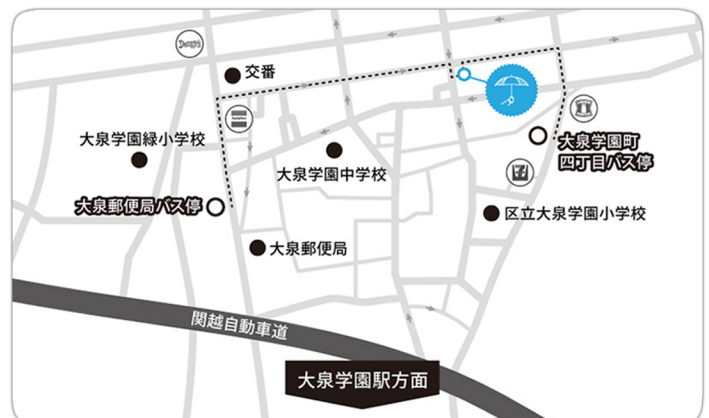 交番
大泉学園緑小学校
大泉学園中学校
大泉学園町
四丁目バス停
大泉郵便局バス停
区立大泉学園小学校
大泉郵便局
関越自動車道
大泉学園駅方面